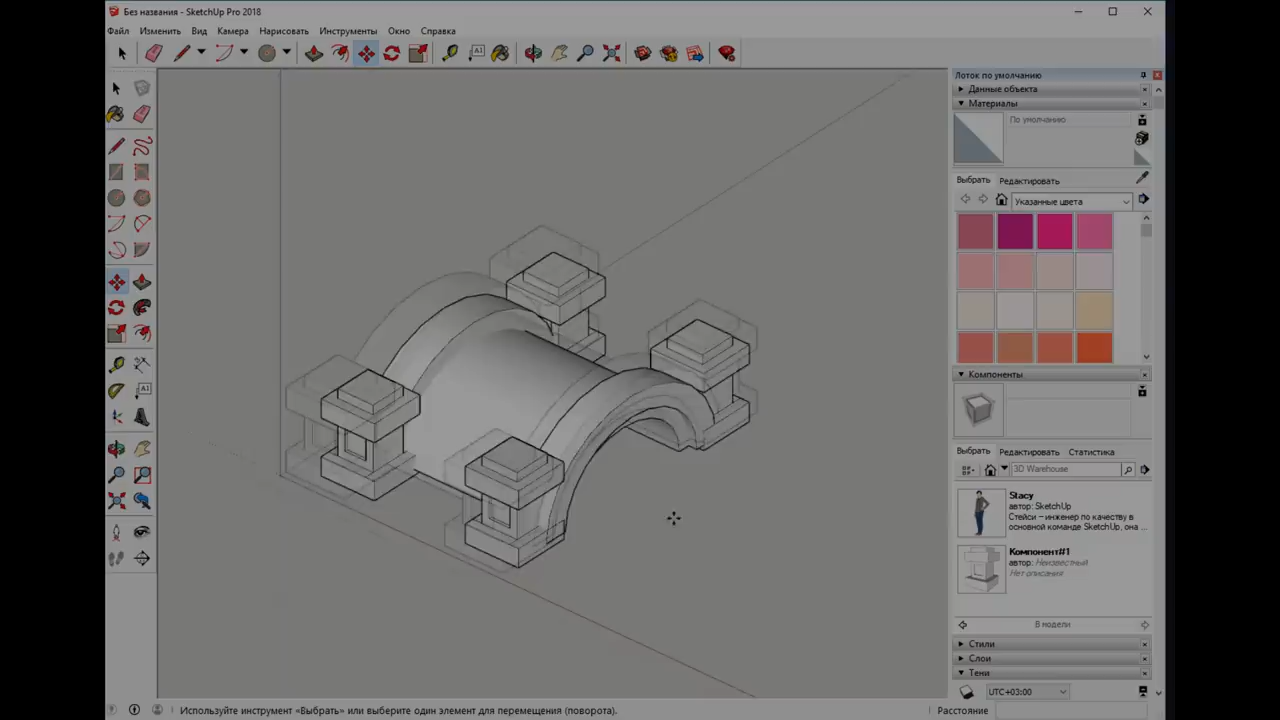 Без названия - SketchUp Pro 2018
Файл Изменить Вид Камера Нарисовать Инструменты Окно Справка
A1
Лоток по умолчанию
Данные объекта
Материалы
По умолчанию
Выбрать Редактировать
Указанные цвета
Компоненты
Выбрать Редактировать Статистика
3D Warehouse
Stacy
автор: SketchUp
Стейси – инженер по качеству в
основной команде SketchUp, она ...
Компонент#1
автор: Неизвестный
Нет описания
В модели
Стили
Слои
Тени
UTC+03:00
Используйте инструмент «Выбрать» или выберите один элемент для перемещения (поворота).
Расстояние